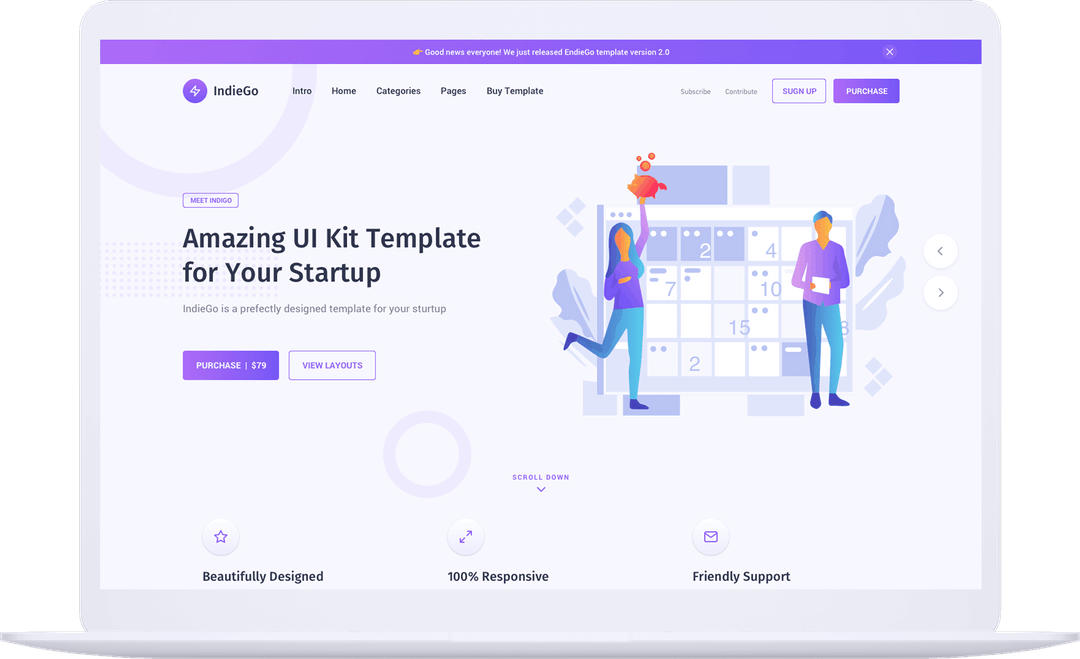 👉 Good news everyone! We just released EndieGo template version 2.0
IndieGo
Intro Home Categories Pages Buy Template
Subscribe Contribute
SUGN UP
PURCHASE
MEET INDIGO
Amazing UI Kit Template
for Your Startup
IndieGo is a prefectly designed template for your sturtup
PURCHASE | $79
VIEW LAYOUTS
2 4
7 10
15 8
2
SCROLL DOWN
Beautifully Designed 100% Responsive Friendly Support